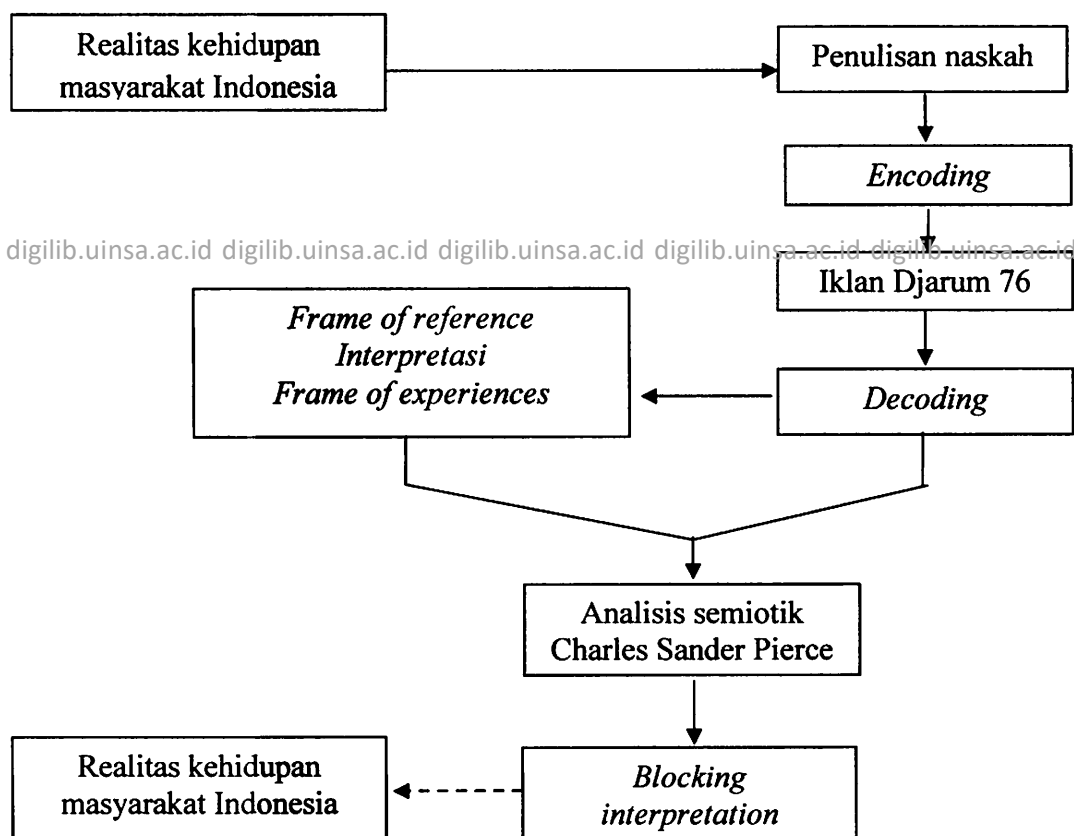 Realitas kehidupan
masyarakat Indonesia
Penulisan naskah
Encoding
digilib.uinsa.ac.id digilib.uinsa.ac.id digilib.uinsa.ac.id digilib.uinsa.ac.id digilib.uinsa.ac.id
Iklan Djarum 76
Frame of reference
Interpretasi
Frame of experiences
Decoding
Analisis semiotik
Charles Sander Pierce
Realitas kehidupan
masyarakat Indonesia
Blocking
interpretation